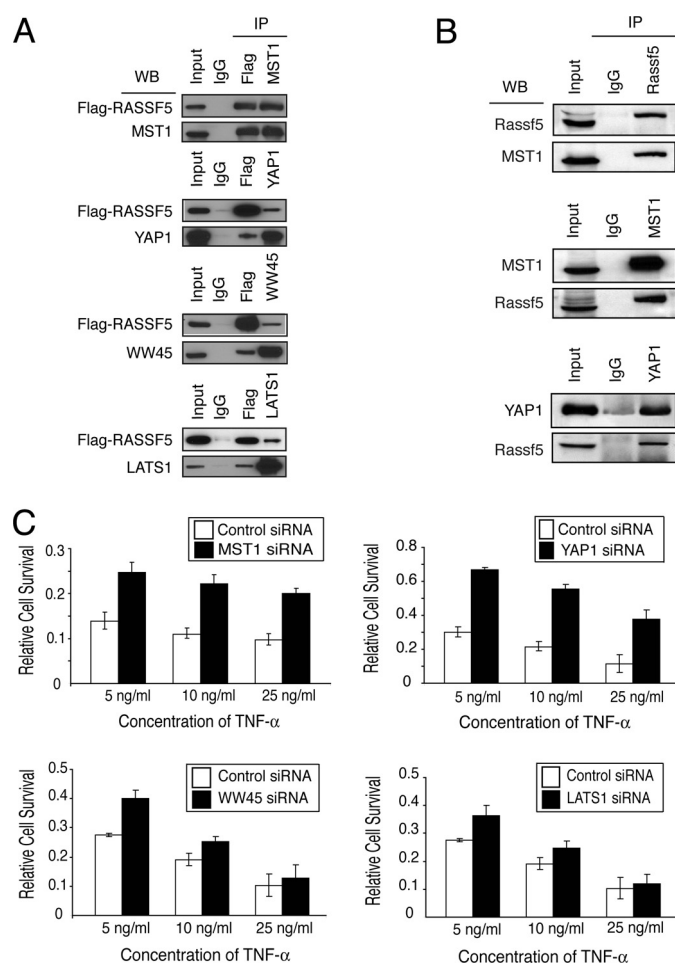 A
IP
WB
Input
IgG
Flag
MST1
Flag-RASSF5
MST1
Input
IgG
Flag
YAP1
Flag-RASSF5
YAP1
Input
IgG
Flag
WW45
Flag-RASSF5
WW45
Input
IgG
Flag
LATS1
Flag-RASSF5
LATS1
B
IP
WB
Input
IgG
Rassf5
Rassf5
MST1
Input
IgG
MST1
MST1
Rassf5
Input
IgG
YAP1
YAP1
Rassf5
C
Control siRNA
MST1 siRNA
Relative Cell Survival
0.3
0.2
0.1
0
5 ng/ml 10 ng/ml 25 ng/ml
Concentration of TNF-α
Control siRNA
YAP1 siRNA
Relative Cell Survival
0.8
0.6
0.4
0.2
0
5 ng/ml 10 ng/ml 25 ng/ml
Concentration of TNF-α
Control siRNA
WW45 siRNA
Relative Cell Survival
0.5
0.4
0.3
0.2
0.1
0
5 ng/ml 10 ng/ml 25 ng/ml
Concentration of TNF-α
Control siRNA
LATS1 siRNA
Relative Cell Survival
0.5
0.4
0.3
0.2
0.1
0
5 ng/ml 10 ng/ml 25 ng/ml
Concentration of TNF-α